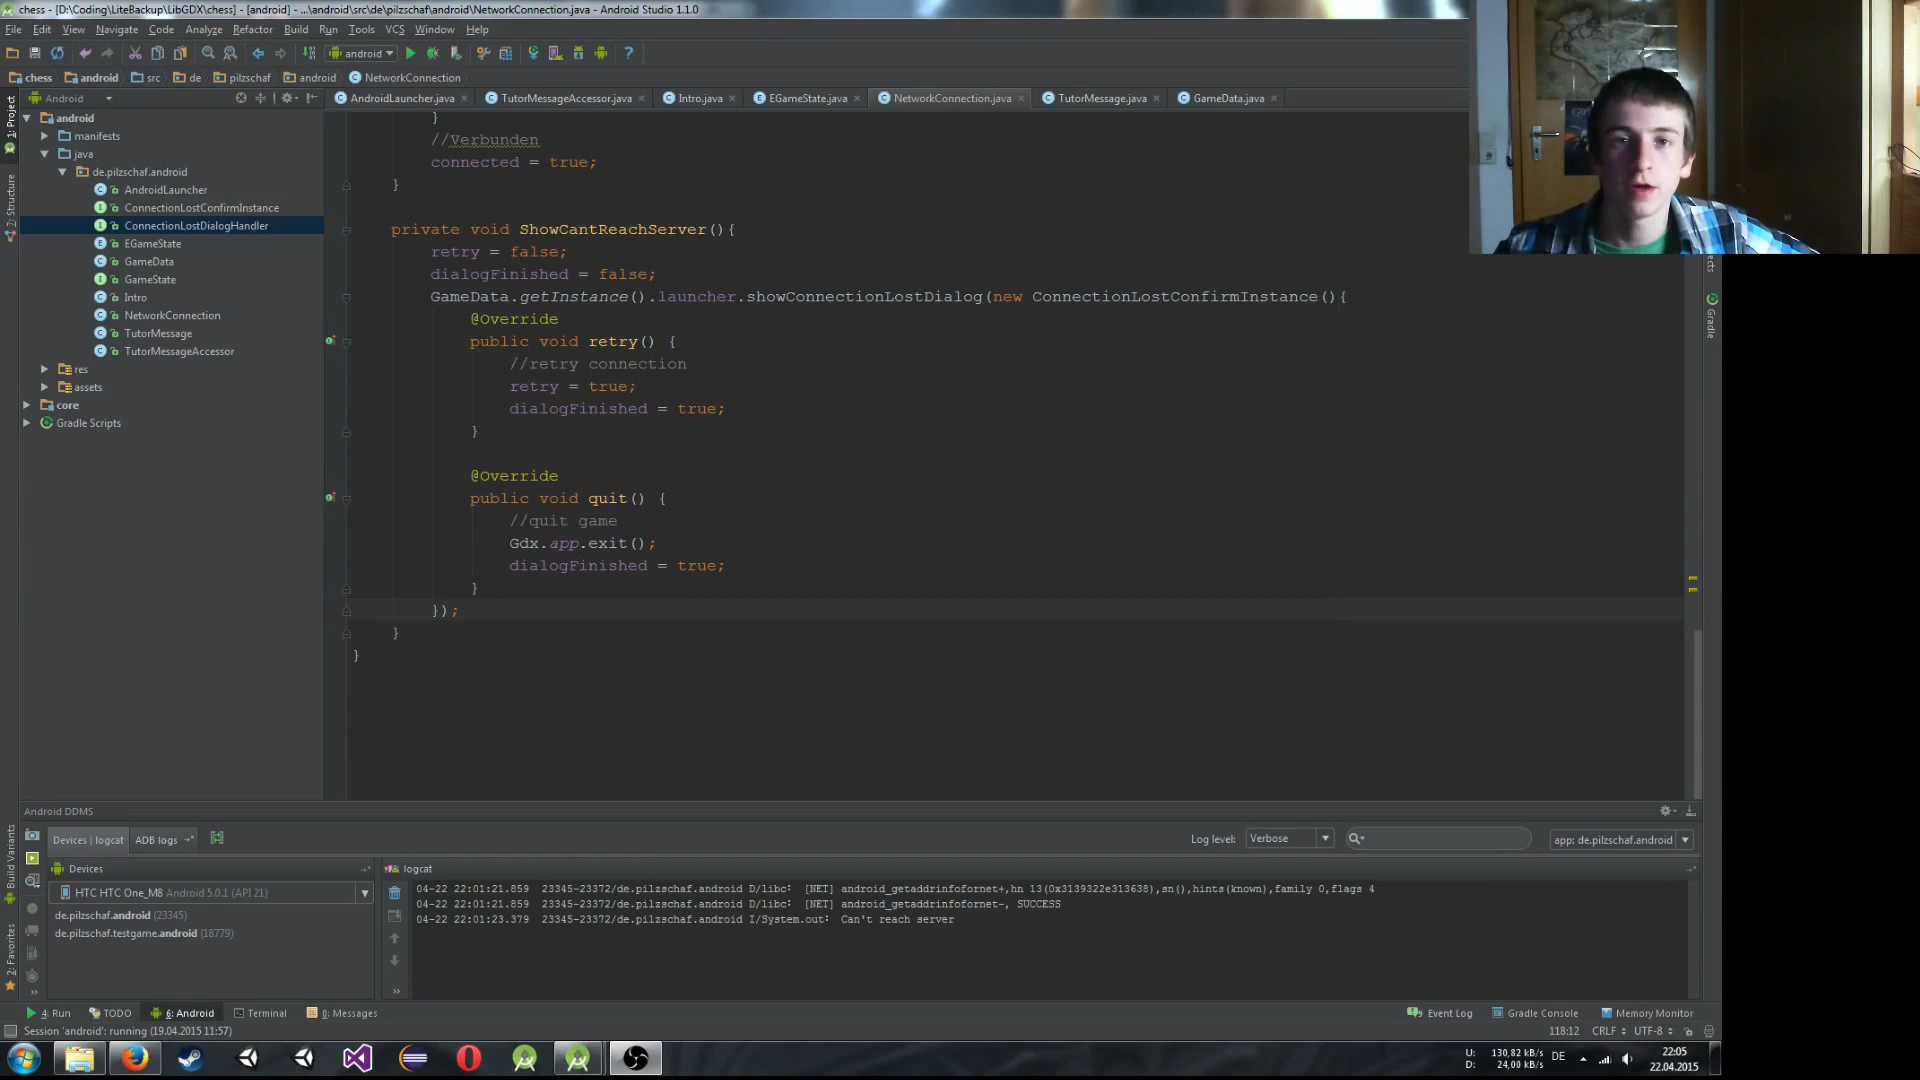 chess - [D:\Coding\LiteBackup\LibGDX\chess] - [android] - ...\android\src\de\pilzschaf\android\NetworkConnection.java - Android Studio 1.1.0
File Edit View Navigate Code Analyze Refactor Build Run Tools VCS Window Help
android
chess android src de pilzschaf android NetworkConnection
Android
AndroidLauncher.java TutorMessageAccessor.java Intro.java EGameState.java NetworkConnection.java TutorMessage.java GameData.java
1: Project
Z: Structure
android
manifests
java
de.pilzschaf.android
AndroidLauncher
ConnectionLostConfirmInstance
ConnectionLostDialogHandler
EGameState
GameData
GameState
Intro
NetworkConnection
TutorMessage
TutorMessageAccessor
res
assets
core
Gradle Scripts
}
//Verbunden
connected = true;
}
private void ShowCantReachServer(){
retry = false;
dialogFinished = false;
GameData.getInstance().launcher.showConnectionLostDialog(new ConnectionLostConfirmInstance(){
@Override
public void retry() {
//retry connection
retry = true;
dialogFinished = true;
}
@Override
public void quit() {
//quit game
Gdx.app.exit();
dialogFinished = true;
}
});
}
}
Gradle
Build Variants
2: Favorites
Android DDMS
Devices | logcat ADB logs
Log level: Verbose app: de.pilzschaf.android
Devices logcat
HTC HTC One_M8 Android 5.0.1 (API 21)
de.pilzschaf.android (23345)
de.pilzschaf.testgame.android (18779)
04-22 22:01:21.859 23345-23372/de.pilzschaf.android D/libc: [NET] android_getaddrinfofornet+,hn 13(0x3139322e313638),sn(),hints(known),family 0,flags 4
04-22 22:01:21.859 23345-23372/de.pilzschaf.android D/libc: [NET] android_getaddrinfofornet-, SUCCESS
04-22 22:01:23.379 23345-23372/de.pilzschaf.android I/System.out: Can't reach server
4: Run TODO 6: Android Terminal 0: Messages Event Log Gradle Console Memory Monitor
Session 'android': running (19.04.2015 11:57) 118:12 CRLF UTF-8
U: 130,82 kB/s
D: 24,00 kB/s
DE
22:05
22.04.2015